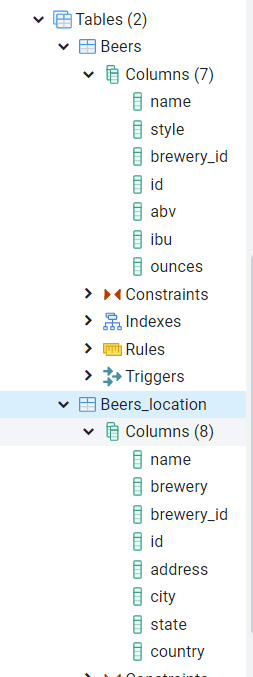 Tables (2)
Beers
Columns (7)
name
style
brewery_id
id
abv
ibu
ounces
Constraints
Indexes
Rules
Triggers
Beers_location
Columns (8)
name
brewery
brewery_id
id
address
city
state
country